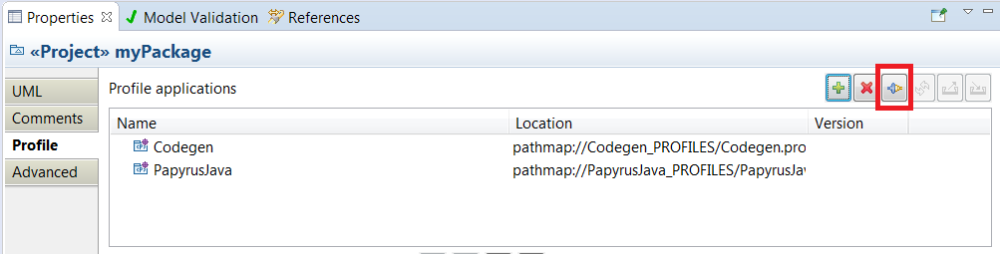 Properties Model Validation References
«Project» myPackage
UML
Comments
Profile
Advanced
Profile applications
Name Location Version
Codegen pathmap://Codegen_PROFILES/Codegen.pro
PapyrusJava pathmap://PapyrusJava_PROFILES/PapyrusJa